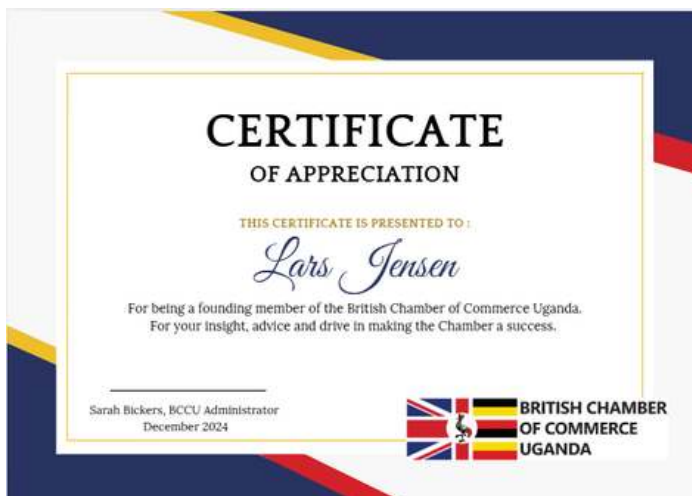 CERTIFICATE
OF APPRECIATION
THIS CERTIFICATE IS PRESENTED TO :
Lars Jensen
For being a founding member of the British Chamber of Commerce Uganda.
For your insight, advice and drive in making the Chamber a success.
Sarah Bickers, BCCU Administrator
December 2024
BRITISH CHAMBER
OF COMMERCE
UGANDA